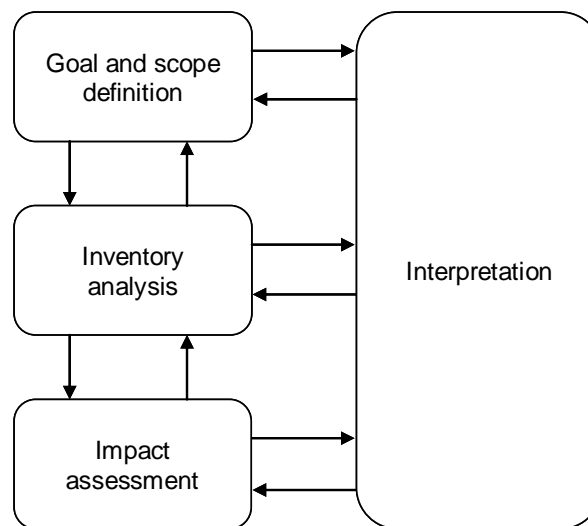 Goal and scope
definition
Inventory
analysis
Interpretation
Impact
assessment